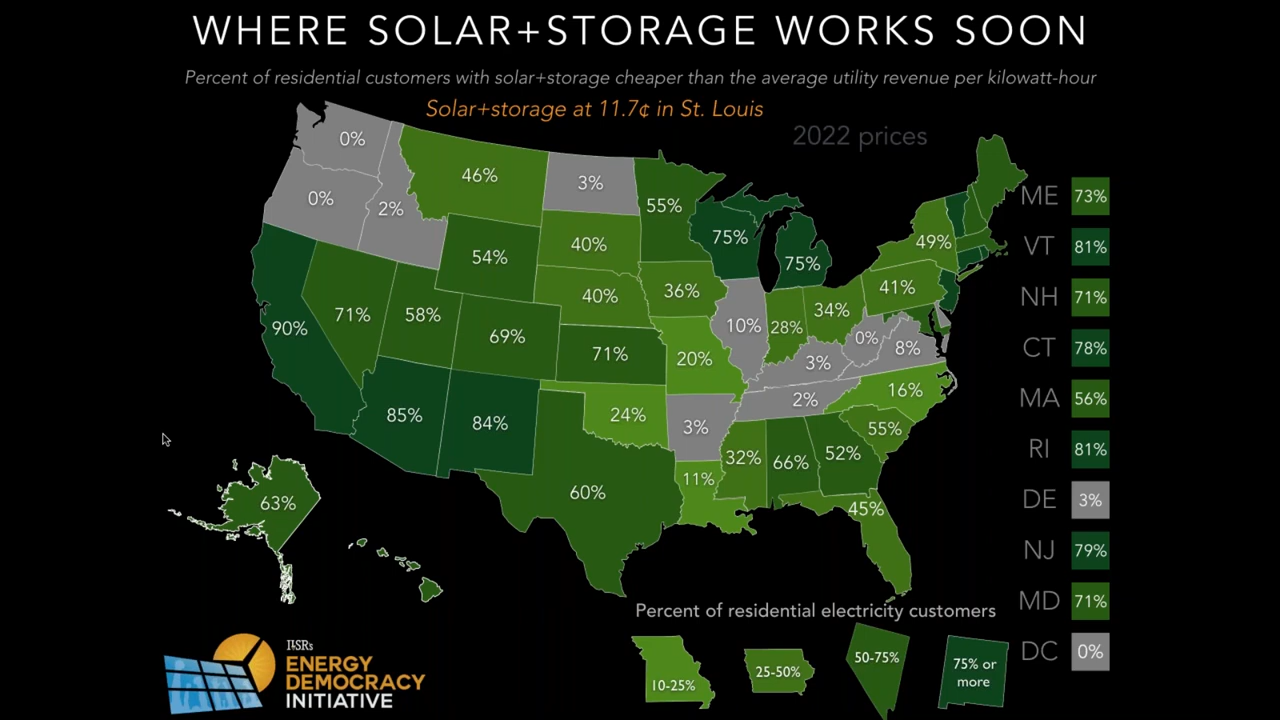 WHERE SOLAR+STORAGE WORKS SOON
Percent of residential customers with solar+storage cheaper than the average utility revenue per kilowatt-hour
Solar+storage at 11.7¢ in St. Louis
2022 prices
0%
46%
3%
0%
2%
55%
75%
75%
49%
54%
40%
40%
36%
41%
90%
71%
58%
69%
71%
10%
28%
34%
0%
8%
20%
3%
2%
16%
85%
84%
24%
3%
55%
32%
66%
52%
11%
60%
45%
63%
ME 73%
VT 81%
NH 71%
CT 78%
MA 56%
RI 81%
DE 3%
NJ 79%
MD 71%
DC 0%
Percent of residential electricity customers
10-25%
25-50%
50-75%
75% or
more
ILSR's
ENERGY
DEMOCRACY
INITIATIVE